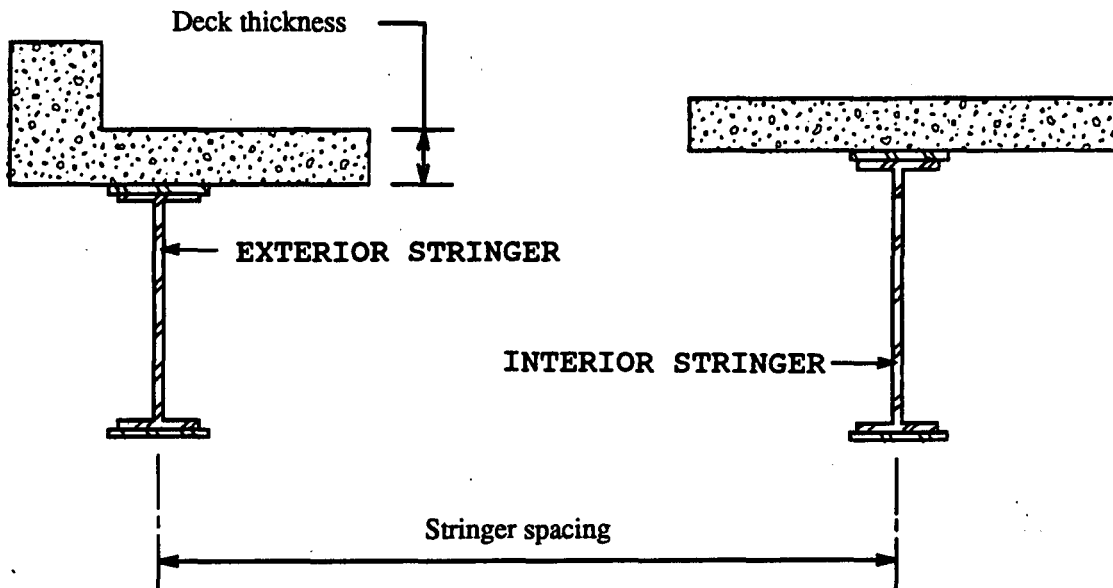 Deck thickness
EXTERIOR STRINGER
INTERIOR STRINGER
Stringer spacing